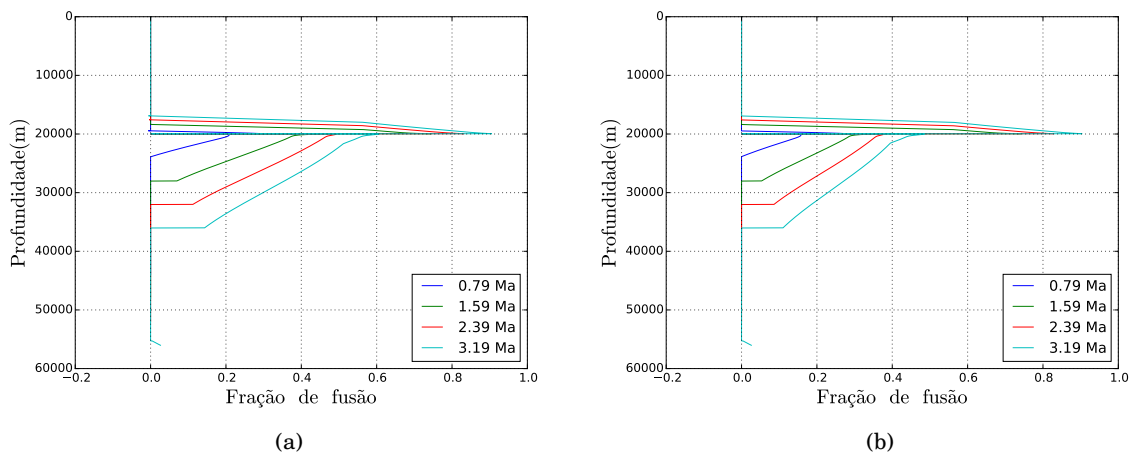 0
10000
20000
30000
40000
50000
60000
Profundidade(m)
−0.2 0.0 0.2 0.4 0.6 0.8 1.0
Fração de fusão
0.79 Ma
1.59 Ma
2.39 Ma
3.19 Ma
(a)
0
10000
20000
30000
40000
50000
60000
Profundidade(m)
−0.2 0.0 0.2 0.4 0.6 0.8 1.0
Fração de fusão
0.79 Ma
1.59 Ma
2.39 Ma
3.19 Ma
(b)